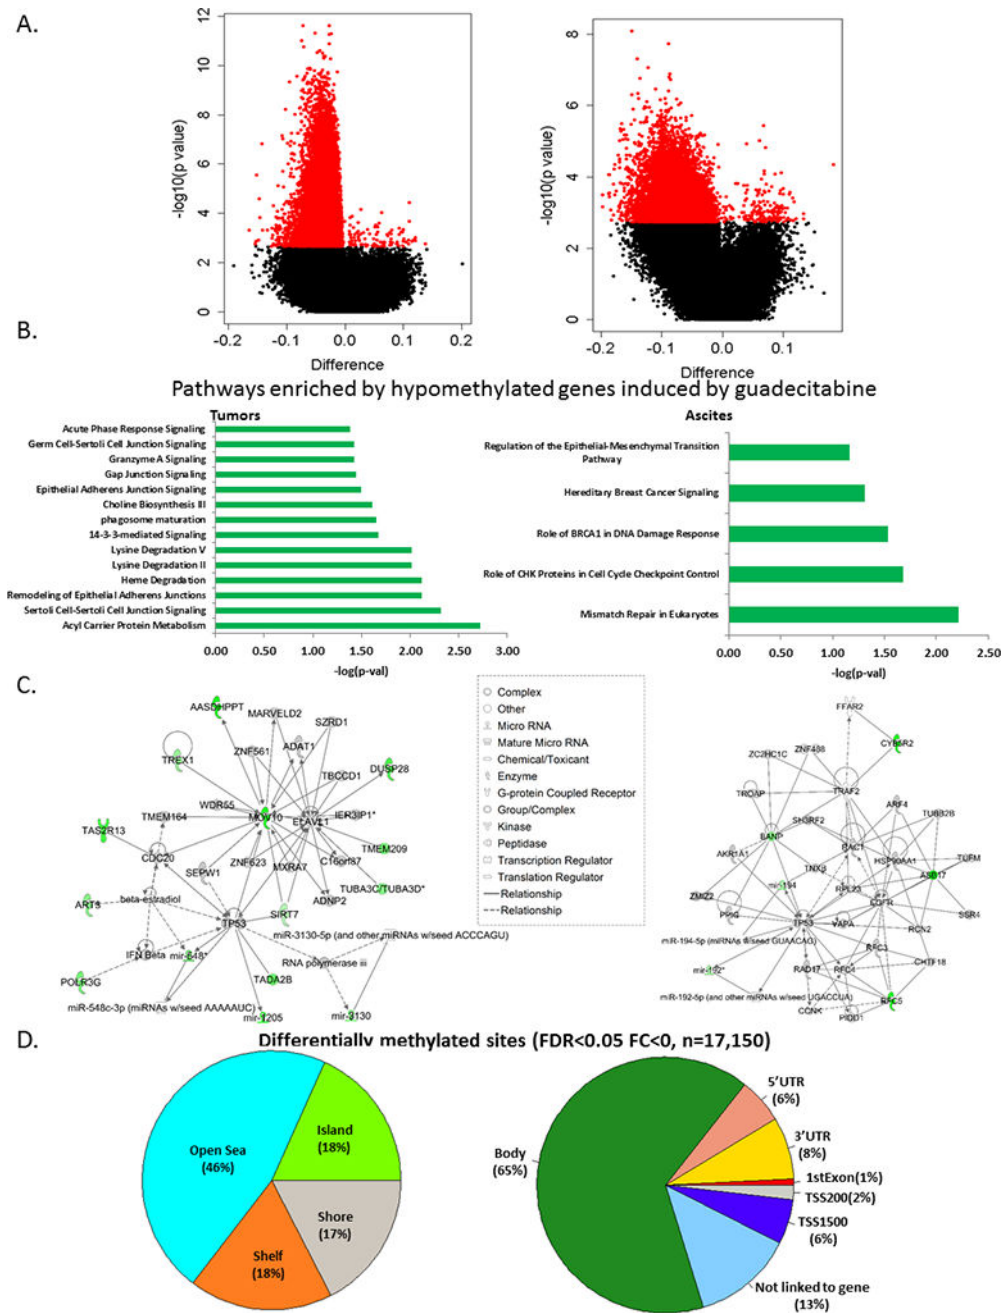 A.
12
10
8
6
4
2
0
-log10(p value)
-0.2
-0.1
0.0
0.1
0.2
Difference
8
6
4
2
0
-log10(p value)
-0.2
-0.1
0.0
0.1
0.2
Difference
B.
Pathways enriched by hypomethylated genes induced by guadecitabine
Tumors
Acute Phase Response Signaling
Germ Cell-Sertoli Cell Junction Signaling
Granzyme A Signaling
Gap Junction Signaling
Epithelial Adherens Junction Signaling
Choline Biosynthesis III
phagosome maturation
14-3-3-mediated Signaling
Lysine Degradation V
Lysine Degradation II
Heme Degradation
Remodeling of Epithelial Adherens Junctions
Sertoli Cell-Sertoli Cell Junction Signaling
Acyl Carrier Protein Metabolism
0.00 0.50 1.00 1.50 2.00 2.50 3.00
-log(p-val)
Ascites
Regulation of the Epithelial-Mesenchymal Transition
Pathway
Hereditary Breast Cancer Signaling
Role of BRCA1 in DNA Damage Response
Role of CHK Proteins in Cell Cycle Checkpoint Control
Mismatch Repair in Eukaryotes
0.00 0.50 1.00 1.50 2.00 2.50
-log(p-val)
C.
AASDHPPT
MARVELD2
SZRD1
ZNF561
ADAT1
TREX1
TBCCD1
DUSP28
WDR55
TMEM164
MOV10
ELAVL1
IER3IP1*
TAS2R13
CDC20
ZNF623
MXRA7
C16orf87
TMEM209
SEPW1
TUBA3C/TUBA3D*
ADNP2
beta-estradiol
ART3
SIRT7
TP53
miR-3130-5p (and other miRNAs w/seed ACCCAGU)
IFN Beta
mir-548*
RNA polymerase iii
POLR3G
TADA2B
miR-548c-3p (miRNAs w/seed AAAAAUC)
mir-1205
mir-3130
Complex
Other
Micro RNA
Mature Micro RNA
Chemical/Toxicant
Enzyme
G-protein Coupled Receptor
Group/Complex
Kinase
Peptidase
Transcription Regulator
Translation Regulator
Relationship
Relationship
FFAR2
CYB5R2
ZC2HC1C
ZNF488
TROAP
TRAF2
ARF4
TUBB2B
SH3RF2
BANP
RAC1
AKR1A1
HSP90AA1
TUFM
TNXB
mir-194
RPL23
ASB17
ZMIZ2
EGFR
PI4KG
TP53
VAPA
SSR4
RCN2
miR-194-5p (miRNAs w/seed GUAACAG)
RFC3
mir-192*
RAD17
RFC4
CHTF18
miR-192-5p (and other miRNAs w/seed UGACCUA)
RFC5
CCNK
PIDD1
D.
Differentially methylated sites (FDR<0.05 FC<0, n=17,150)
Open Sea
(46%)
Island
(18%)
Shore
(17%)
Shelf
(18%)
Body
(65%)
5'UTR
(6%)
3'UTR
(8%)
1stExon(1%)
TSS200(2%)
TSS1500
(6%)
Not linked to gene
(13%)